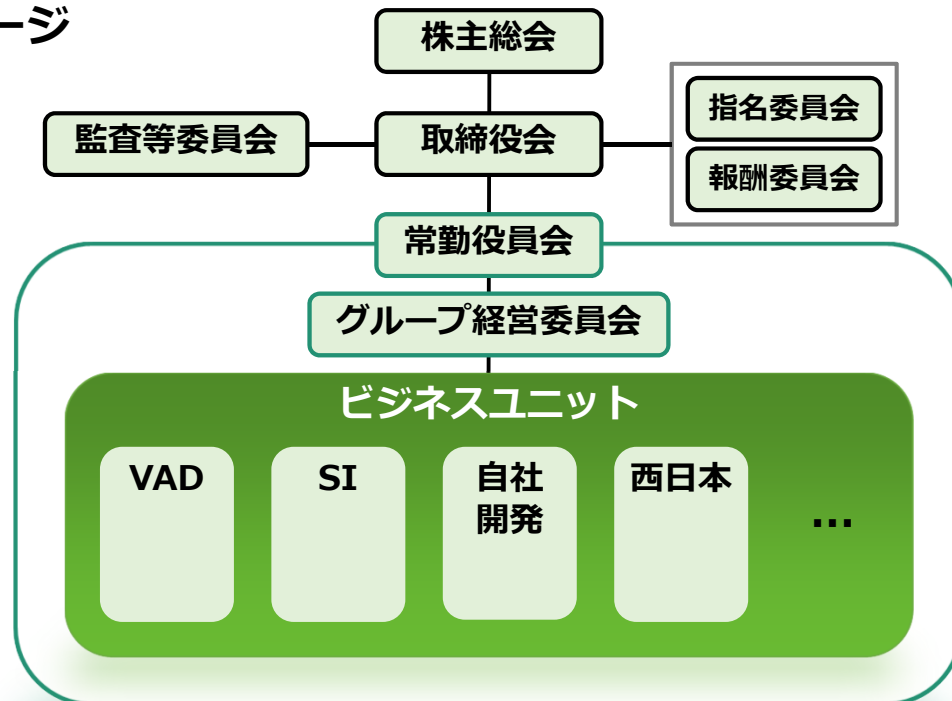 ージ
株主総会
監査等委員会
取締役会
指名委員会
報酬委員会
常勤役員会
グループ経営委員会
ビジネスユニット
VAD
SI
自社
開発
西日本
...